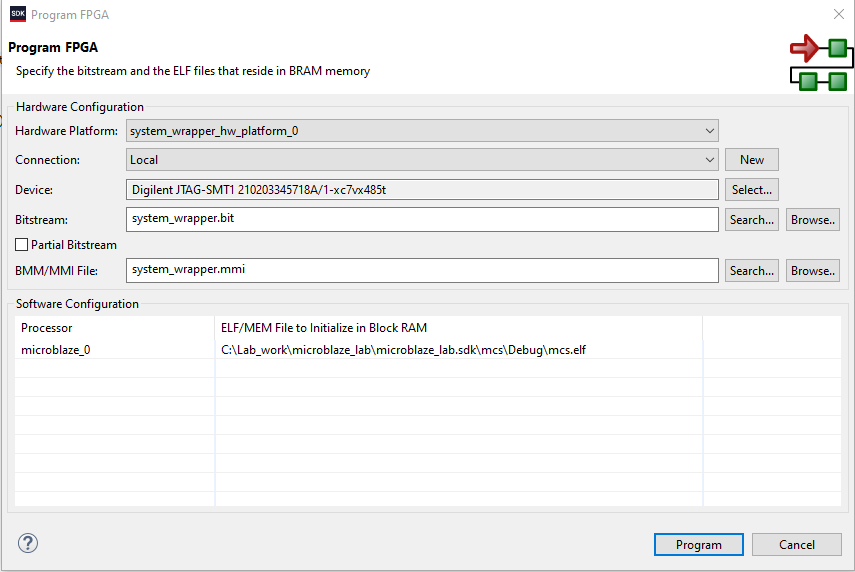 SDK Program FPGA
Program FPGA
Specify the bitstream and the ELF files that reside in BRAM memory
Hardware Configuration
Hardware Platform: system_wrapper_hw_platform_0
Connection: Local New
Device: Digilent JTAG-SMT1 210203345718A/1-xc7vx485t Select...
Bitstream: system_wrapper.bit Search... Browse..
Partial Bitstream
BMM/MMI File: system_wrapper.mmi Search... Browse..
Software Configuration
Processor ELF/MEM File to Initialize in Block RAM
microblaze_0 C:\Lab_work\microblaze_lab\microblaze_lab.sdk\mcs\Debug\mcs.elf
? Program Cancel